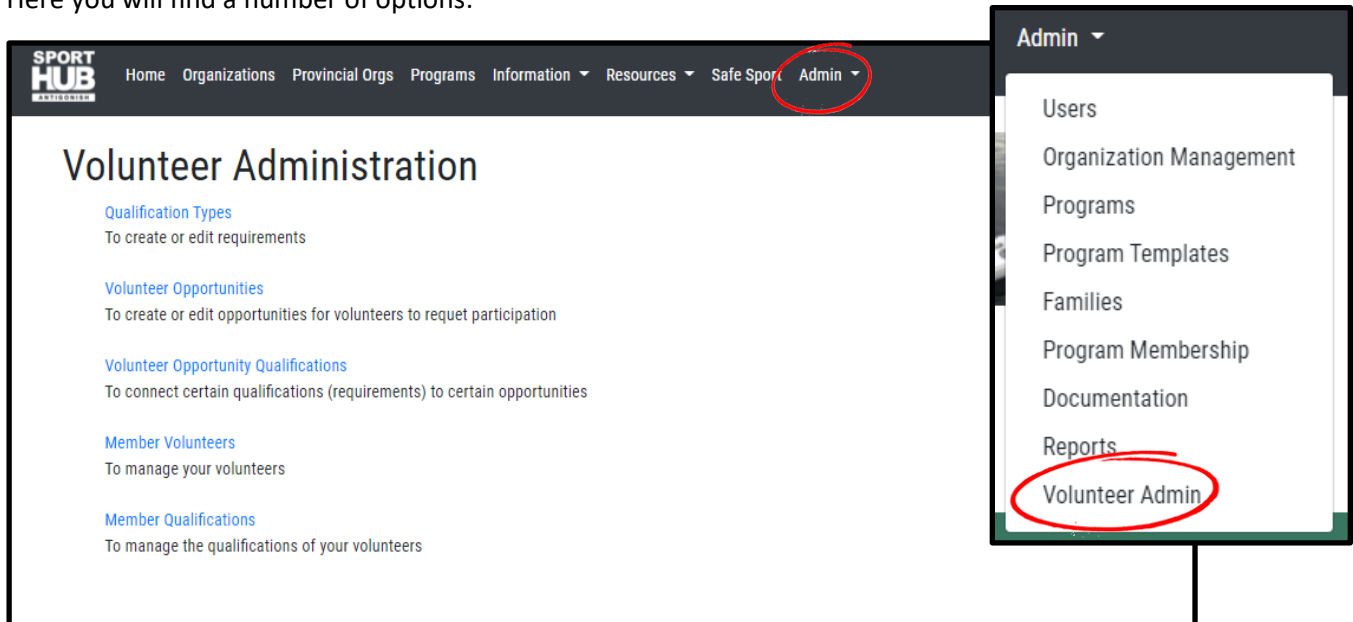 Here you will find a number of options:
SPORT
HUB
ANTIGONISH
Home Organizations Provincial Orgs Programs Information Resources Safe Sport Admin
Volunteer Administration
Qualification Types
To create or edit requirements
Volunteer Opportunities
To create or edit opportunities for volunteers to requet participation
Volunteer Opportunity Qualifications
To connect certain qualifications (requirements) to certain opportunities
Member Volunteers
To manage your volunteers
Member Qualifications
To manage the qualifications of your volunteers
Admin
Users
Organization Management
Programs
Program Templates
Families
Program Membership
Documentation
Reports
Volunteer Admin